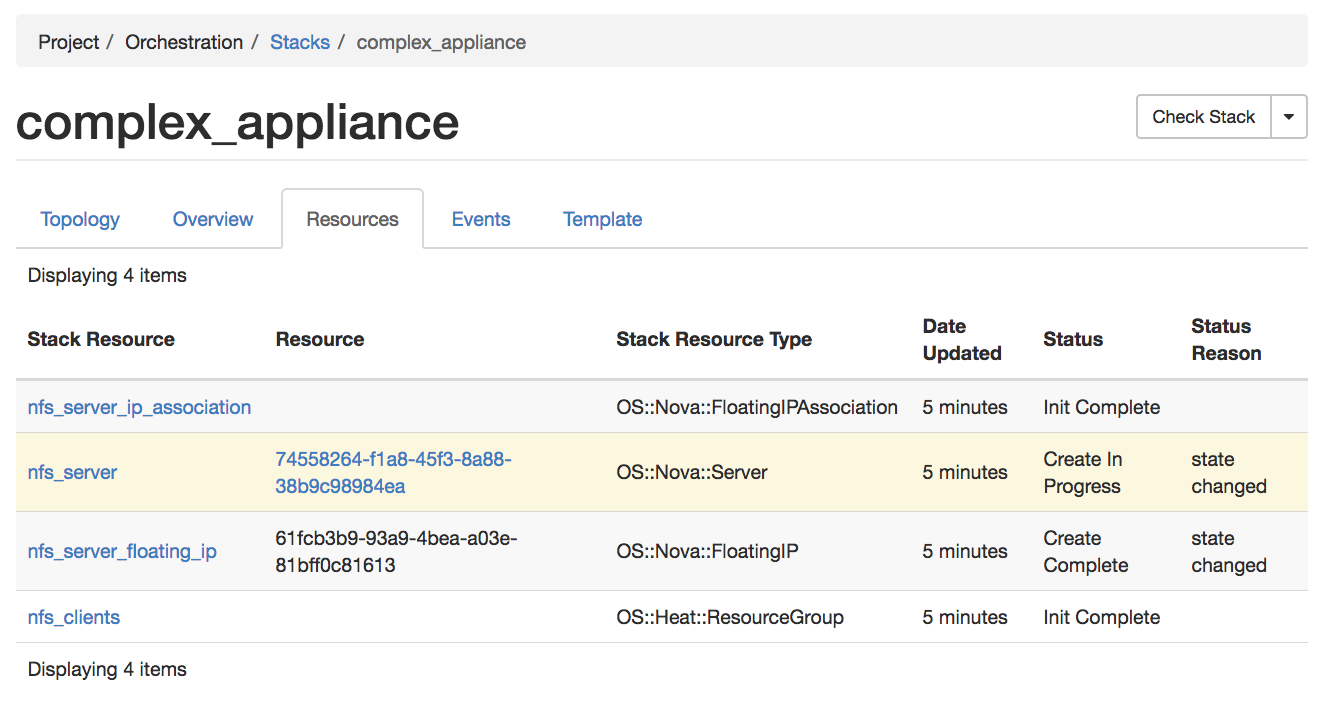 Project / Orchestration / Stacks / complex_appliance
complex_appliance
Check Stack
Topology Overview Resources Events Template
Displaying 4 items
Stack Resource Resource Stack Resource Type Date Updated Status Status Reason
nfs_server_ip_association OS::Nova::FloatingIPAssociation 5 minutes Init Complete
nfs_server 74558264-f1a8-45f3-8a88-38b9c98984ea OS::Nova::Server 5 minutes Create In Progress state changed
nfs_server_floating_ip 61fcb3b9-93a9-4bea-a03e-81bff0c81613 OS::Nova::FloatingIP 5 minutes Create Complete state changed
nfs_clients OS::Heat::ResourceGroup 5 minutes Init Complete
Displaying 4 items